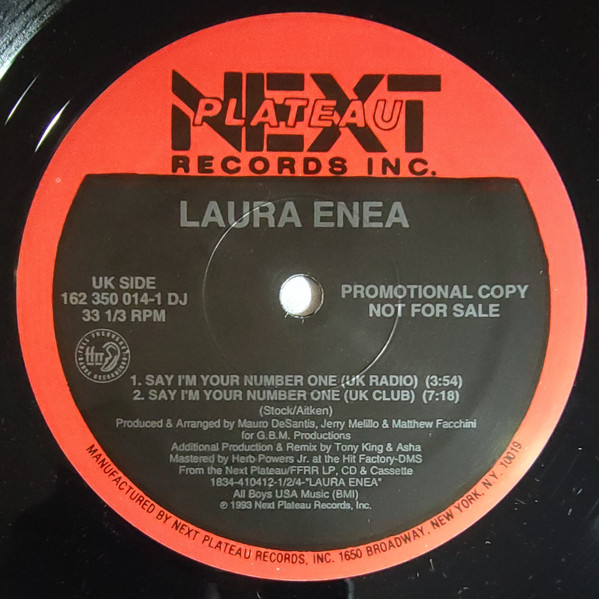 NEXT
PLATEAU
RECORDS INC.
LAURA ENEA
UK SIDE
162 350 014-1 DJ
33 1/3 RPM
PROMOTIONAL COPY
NOT FOR SALE
FULL FREQUENCY
ffrr
RANGE RECORDINGS
1. SAY I'M YOUR NUMBER ONE (UK RADIO) (3:54)
2. SAY I'M YOUR NUMBER ONE (UK CLUB) (7:18)
(Stock/Aitken)
Produced & Arranged by Mauro DeSantis, Jerry Melillo & Matthew Facchini
for G.B.M. Productions
Additional Production & Remix by Tony King & Asha
Mastered by Herb Powers Jr. at the Hit Factory-DMS
From the Next Plateau/FFRR LP, CD & Cassette
1834-410412-1/2/4-"LAURA ENEA"
All Boys USA Music (BMI)
℗ 1993 Next Plateau Records, Inc.
MANUFACTURED BY NEXT PLATEAU RECORDS, INC. 1650 BROADWAY, NEW YORK, N.Y. 10019